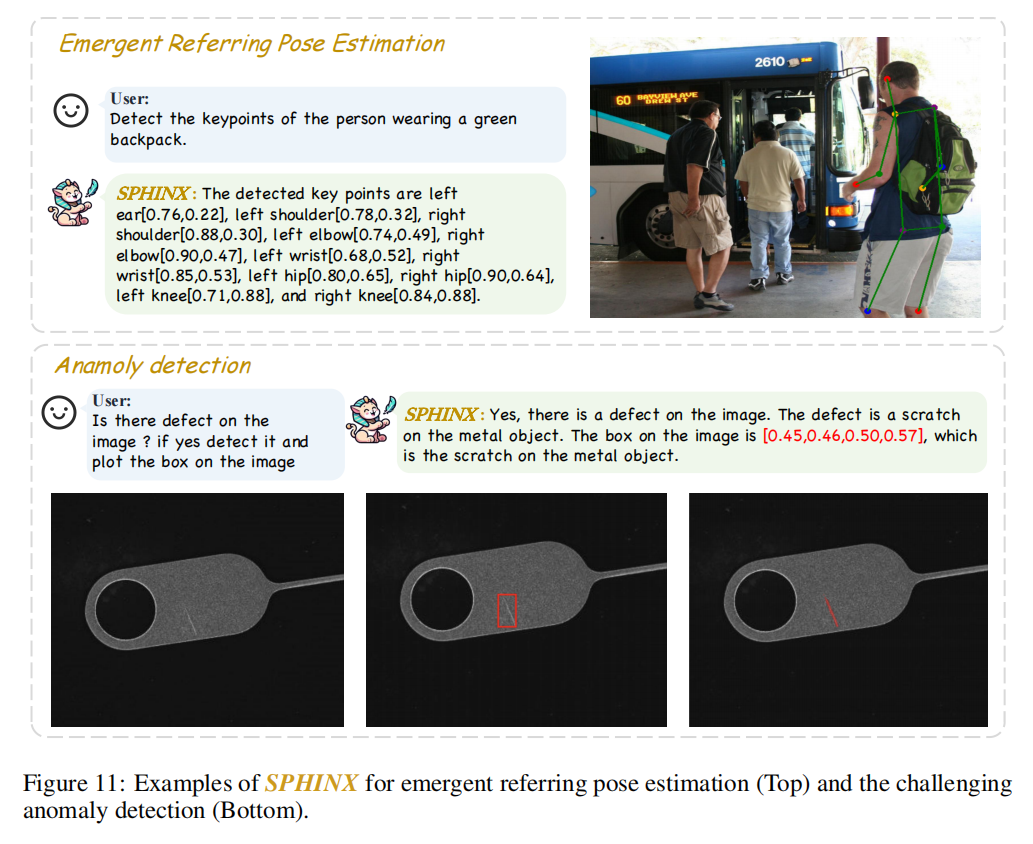 Emergent Referring Pose Estimation
User:
Detect the keypoints of the person wearing a green
backpack.
SPHINX: The detected key points are left
ear[0.76,0.22], left shoulder[0.78,0.32], right
shoulder[0.88,0.30], left elbow[0.74,0.49], right
elbow[0.90,0.47], left wrist[0.68,0.52], right
wrist[0.85,0.53], left hip[0.80,0.65], right hip[0.90,0.64],
left knee[0.71,0.88], and right knee[0.84,0.88].
2610
60 BAYVIEW AVE
DREW ST
Anamoly detection
User:
Is there defect on the
image ? if yes detect it and
plot the box on the image
SPHINX: Yes, there is a defect on the image. The defect is a scratch
on the metal object. The box on the image is [0.45,0.46,0.50,0.57], which
is the scratch on the metal object.
Figure 11: Examples of SPHINX for emergent referring pose estimation (Top) and the challenging
anomaly detection (Bottom).